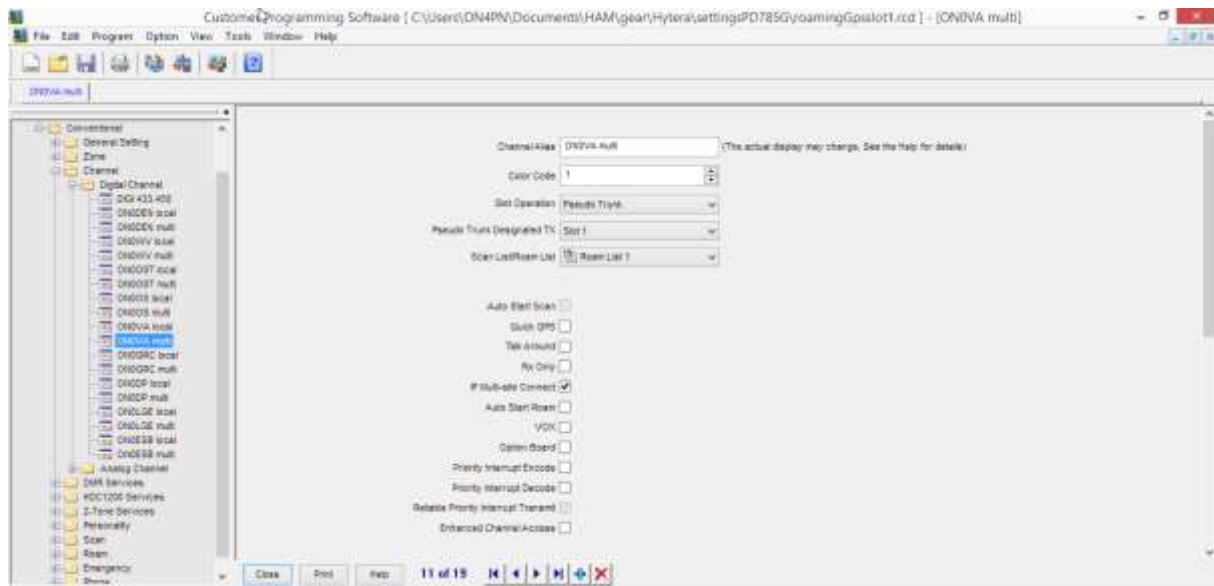 Customer Programming Software [ C:\Users\ON4PN\Documents\HAM\gear\Hytera\settingsPD785G\roamingGpsslot1.rcd ] - [ON0VA multi]
File Edit Program Option View Tools Window Help
ON0VA multi
Conventional
General Setting
Zone
Channel
Digital Channel
DIGI 433.450
ON0DEN local
ON0DEN multi
ON0WV local
ON0WV multi
ON0OST local
ON0OST multi
ON0OS local
ON0OS multi
ON0VA local
ON0VA multi
ON0GRC local
ON0GRC multi
ON0DP local
ON0DP multi
ON0LGE local
ON0LGE multi
ON0ESB local
ON0ESB multi
Analog Channel
DMR Services
HDC1200 Services
2-Tone Services
Personality
Scan
Roam
Emergency
Phone
Channel Alias ON0VA multi (The actual display may change, See the Help for details)
Color Code 1
Slot Operation Pseudo Trunk
Pseudo Trunk Designated TX Slot 1
Scan List/Roam List Roam List 1
Auto Start Scan
Quick GPS
Talk Around
Rx Only
IP Multi-site Connect
Auto Start Roam
VOX
Option Board
Priority Interrupt Encode
Priority Interrupt Decode
Reliable Priority Interrupt Transmit
Enhanced Channel Access
Close Print Help 11 of 19